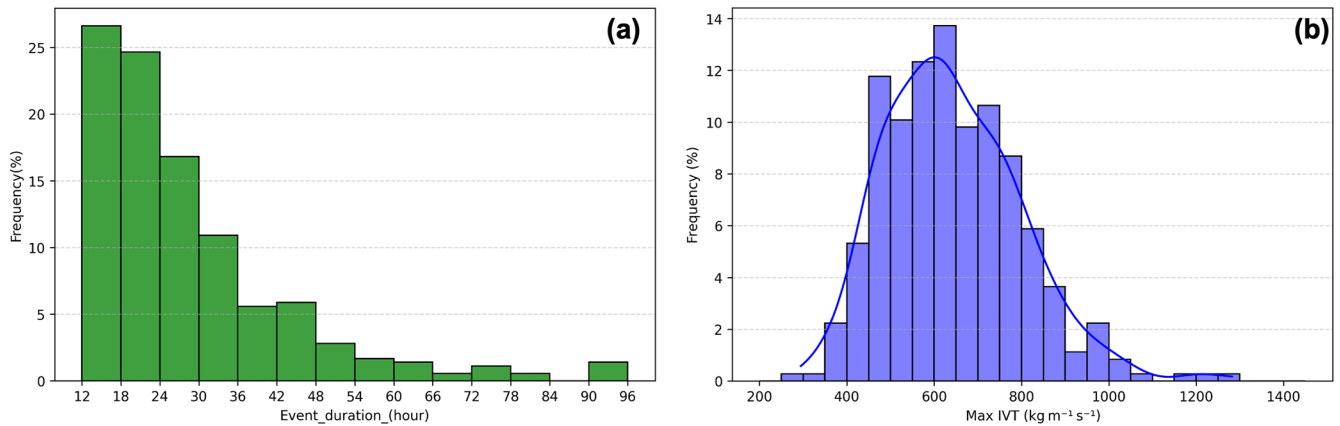 (a)
25
20
15
10
5
0
Frequency(%)
12 18 24 30 36 42 48 54 60 66 72 78 84 90 96
Event_duration_(hour)
(b)
14
12
10
8
6
4
2
0
Frequency (%)
200 400 600 800 1000 1200 1400
Max IVT (kg m⁻¹ s⁻¹)